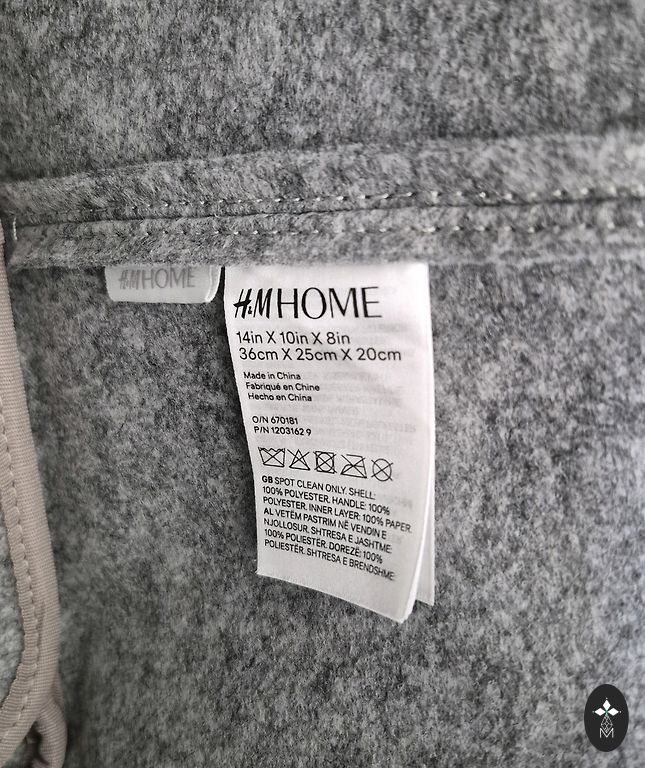 H&M HOME
H&M HOME
14in X 10in X 8in
36cm X 25cm X 20cm
Made in China
Fabriqué en Chine
Hecho en China
O/N 670181
P/N 1203162 9
GB SPOT CLEAN ONLY. SHELL:
100% POLYESTER. HANDLE: 100%
POLYESTER. INNER LAYER: 100% PAPER.
AL VETËM PASTRIM NË VENDIN E
NJOLLOSUR. SHTRESA E JASHTME:
100% POLIESTËR. DOREZË: 100%
POLIESTËR. SHTRESA E BRENDSHME:
M